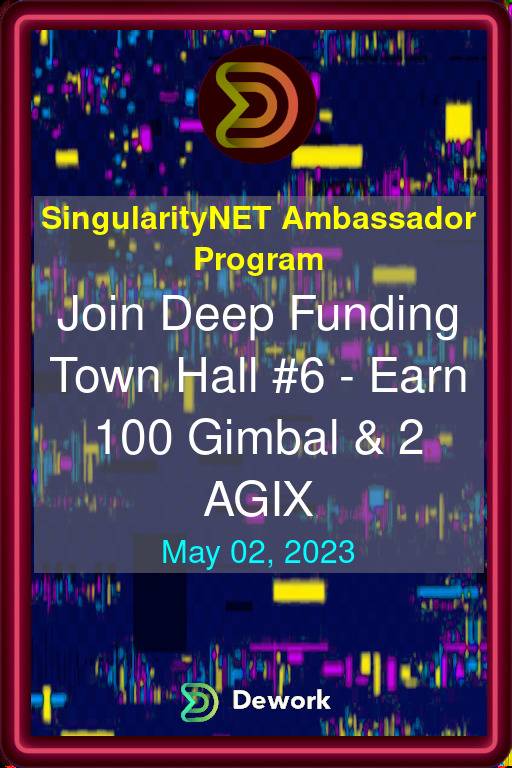 SingularityNET Ambassador
Program
Join Deep Funding
Town Hall #6 - Earn
100 Gimbal & 2
AGIX
May 02, 2023
Dework